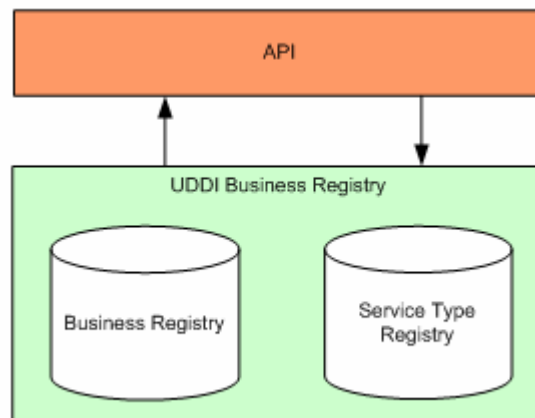 API
UDDI Business Registry
Business Registry
Service Type
Registry